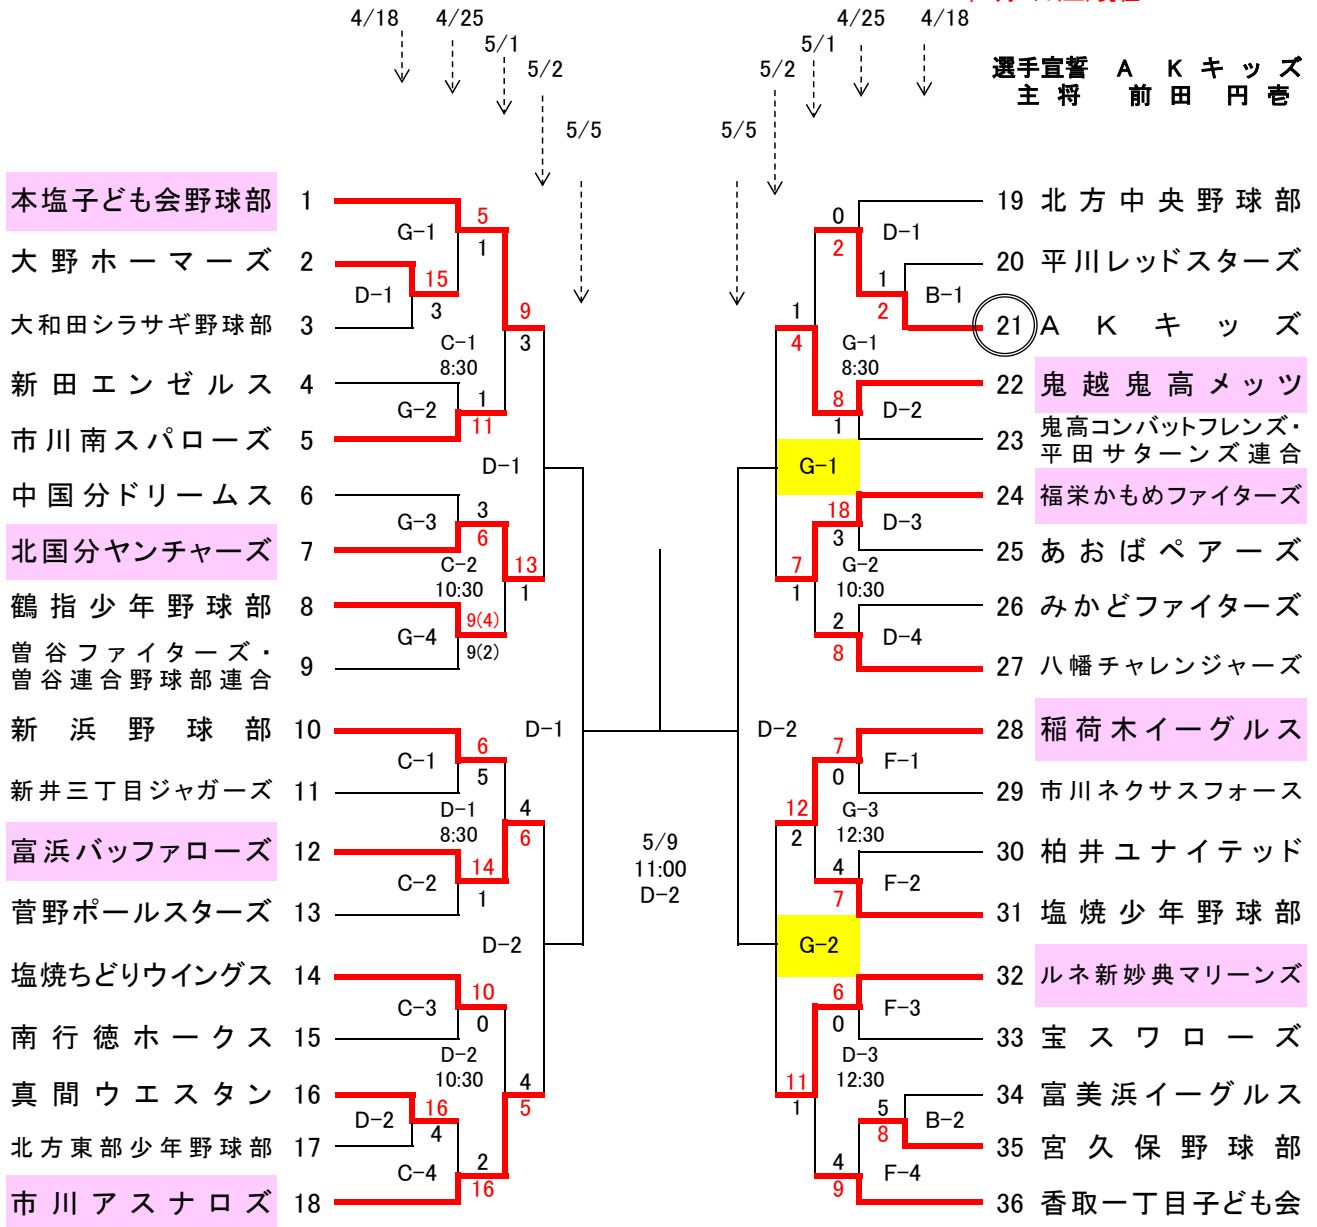 4/18
4/25
5/1
5/2
5/5
5/5
5/2
5/1
4/25
4/18
選手宣誓 AKキッズ
主将 前田円壱
本塩子ども会野球部 1
大野ホーマーズ 2
大和田シラサギ野球部 3
新田エンゼルス 4
市川南スパローズ 5
中国分ドリームス 6
北国分ヤンチャーズ 7
鶴指少年野球部 8
曽谷ファイターズ・
曽谷連合野球部連合 9
新浜野球部 10
新井三丁目ジャガーズ 11
富浜バッファローズ 12
菅野ポールスターズ 13
塩焼ちどりウイングス 14
南行徳ホークス 15
真間ウエスタン 16
北方東部少年野球部 17
市川アスナロズ 18
G-1
5
1
D-1
15
3
9
3
C-1
8:30
G-2
1
11
D-1
G-3
3
6
C-2
10:30
13
1
G-4
9(4)
9(2)
D-1
C-1
6
5
D-1
8:30
4
6
C-2
14
1
D-2
C-3
10
0
D-2
10:30
4
5
D-2
16
4
C-4
2
16
5/9
11:00
D-2
0
2
D-1
1
2
B-1
1
4
G-1
8:30
8
1
D-2
G-1
18
3
D-3
7
1
G-2
10:30
2
8
D-4
D-2
7
0
F-1
12
2
G-3
12:30
4
7
F-2
G-2
6
0
F-3
D-3
12:30
11
1
5
8
B-2
4
9
F-4
19 北方中央野球部
20 平川レッドスターズ
21 AKキッズ
22 鬼越鬼高メッツ
23 鬼高コンバットフレンズ・
平田サターンズ連合
24 福栄かもめファイターズ
25 あおばペアーズ
26 みかどファイターズ
27 八幡チャレンジャーズ
28 稲荷木イーグルス
29 市川ネクサスフォース
30 柏井ユナイテッド
31 塩焼少年野球部
32 ルネ新妙典マリーンズ
33 宝スワローズ
34 富美浜イーグルス
35 宮久保野球部
36 香取一丁目子ども会